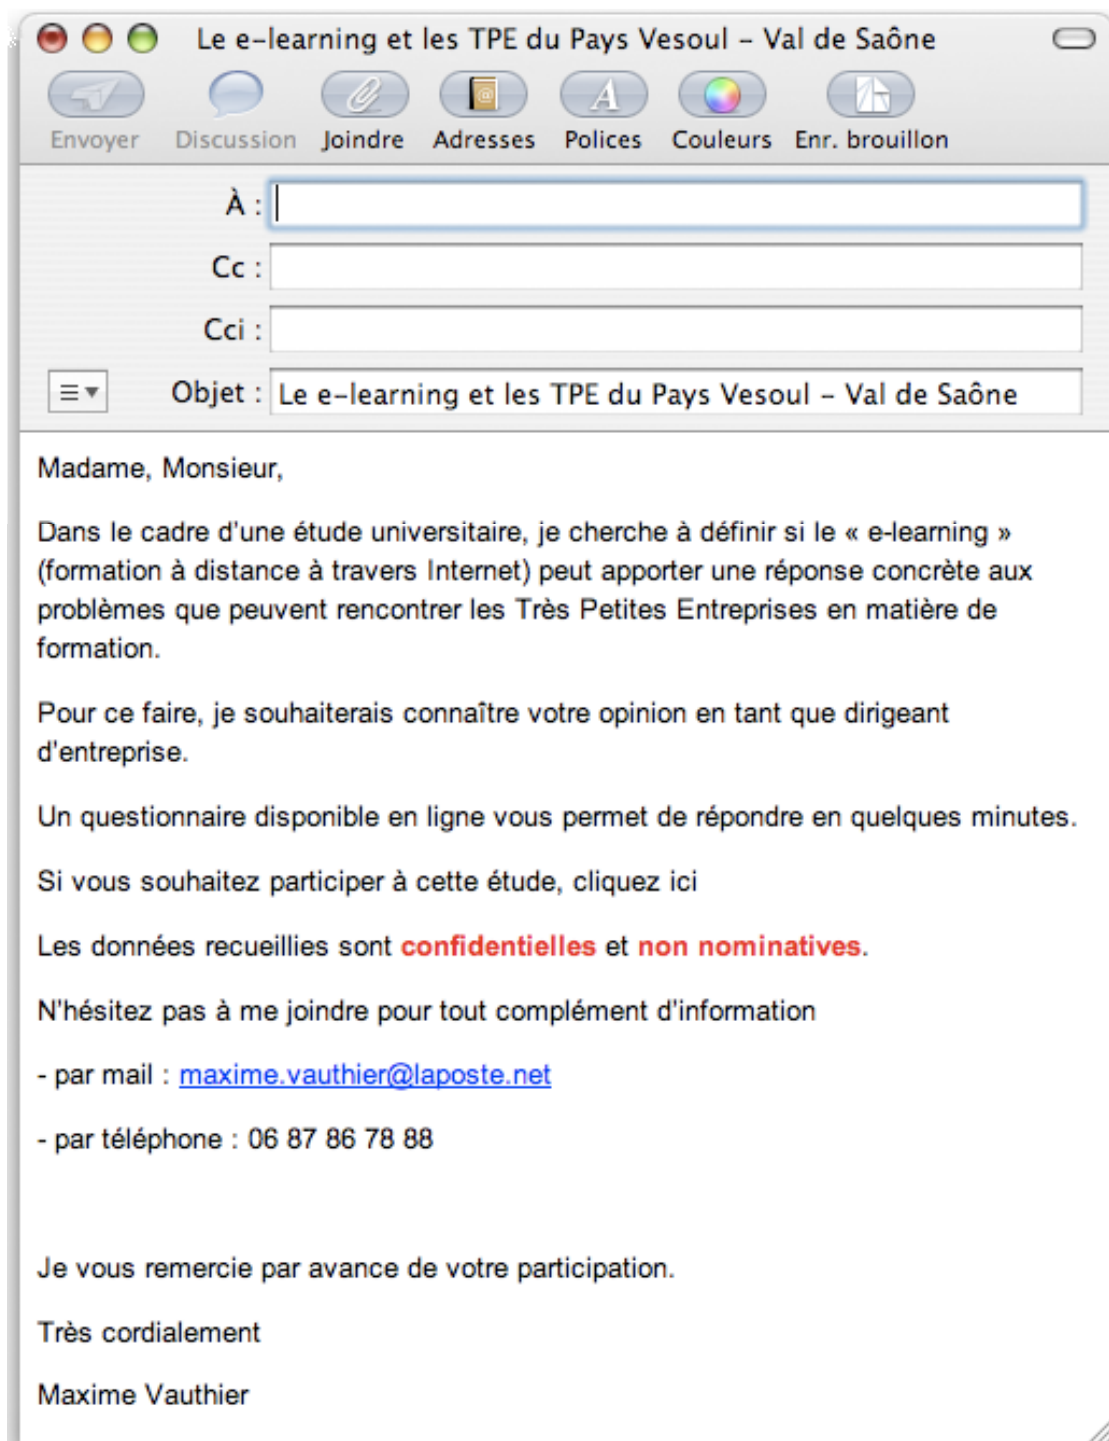 Le e-learning et les TPE du Pays Vesoul – Val de Saône
Envoyer Discussion Joindre Adresses Polices Couleurs Enr. brouillon
À :
Cc :
Cci :
Objet : Le e-learning et les TPE du Pays Vesoul – Val de Saône
Madame, Monsieur,
Dans le cadre d'une étude universitaire, je cherche à définir si le « e-learning »
(formation à distance à travers Internet) peut apporter une réponse concrète aux
problèmes que peuvent rencontrer les Très Petites Entreprises en matière de
formation.
Pour ce faire, je souhaiterais connaître votre opinion en tant que dirigeant
d'entreprise.
Un questionnaire disponible en ligne vous permet de répondre en quelques minutes.
Si vous souhaitez participer à cette étude, cliquez ici
Les données recueillies sont confidentielles et non nominatives.
N'hésitez pas à me joindre pour tout complément d'information
- par mail : maxime.vauthier@laposte.net
- par téléphone : 06 87 86 78 88
Je vous remercie par avance de votre participation.
Très cordialement
Maxime Vauthier